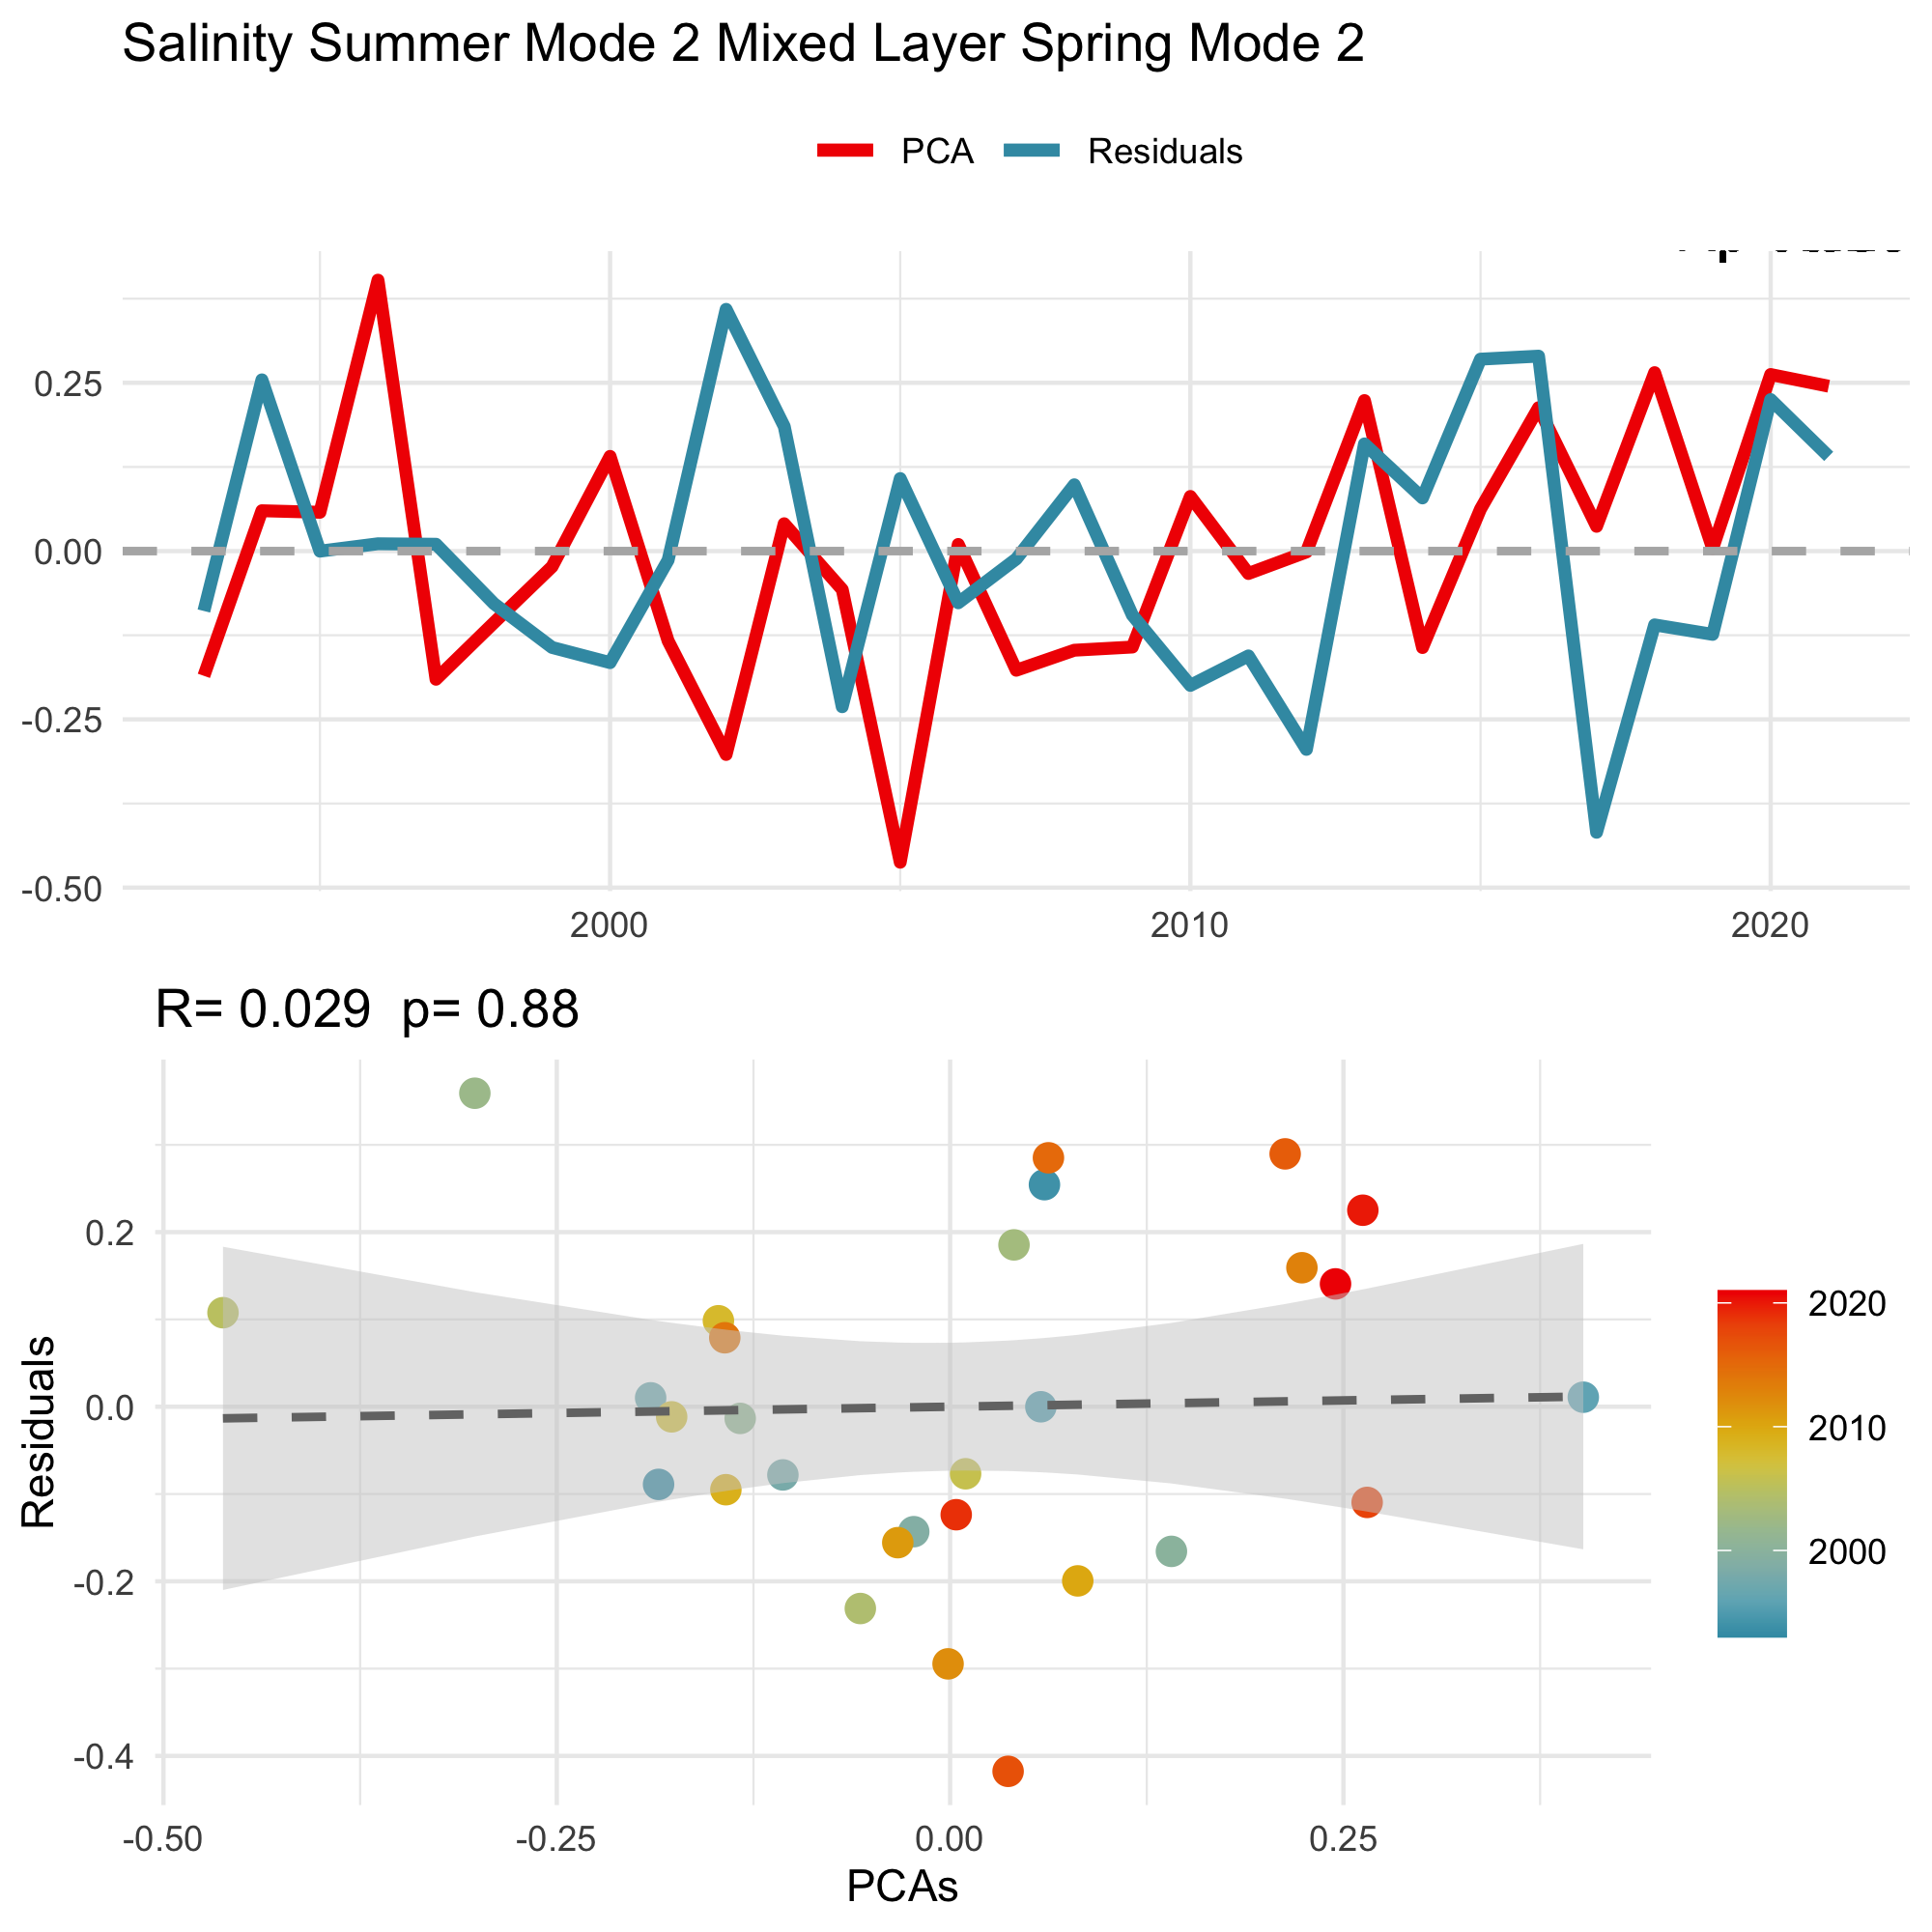 Salinity Summer Mode 2 Mixed Layer Spring Mode 2
PCA Residuals
0.25
0.00
-0.25
-0.50
2000 2010 2020
R= 0.029 p= 0.88
Residuals
0.2
0.0
-0.2
-0.4
-0.50 -0.25 0.00 0.25
PCAs
2020
2010
2000